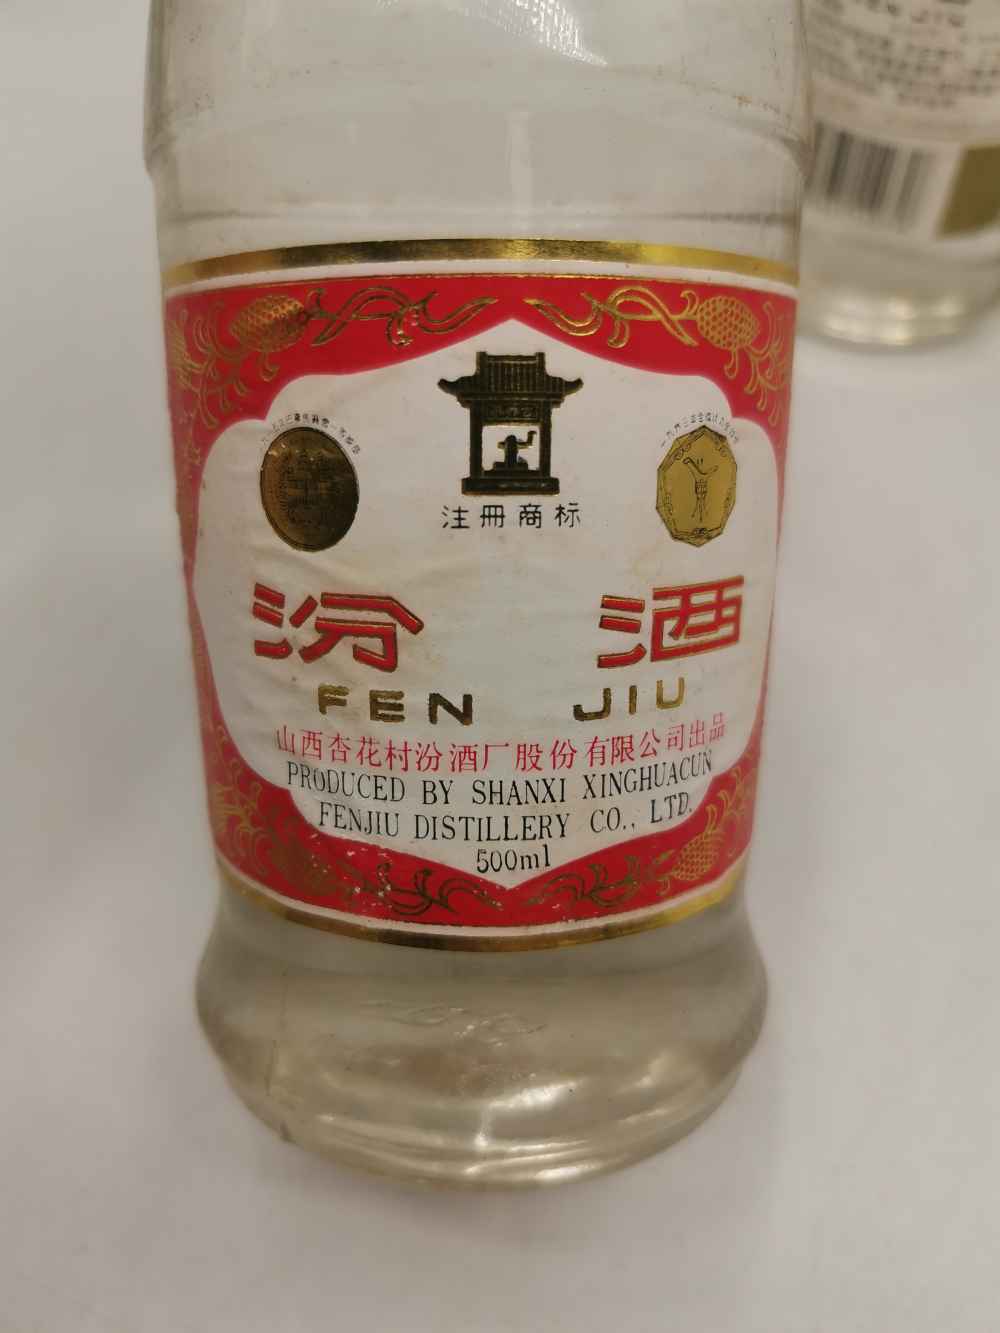 注冊商标
汾酒
FEN JIU
山西杏花村汾酒厂股份有限公司出品
PRODUCED BY SHANXI XINGHUACUN
FENJIU DISTILLERY CO., LTD.
500ml